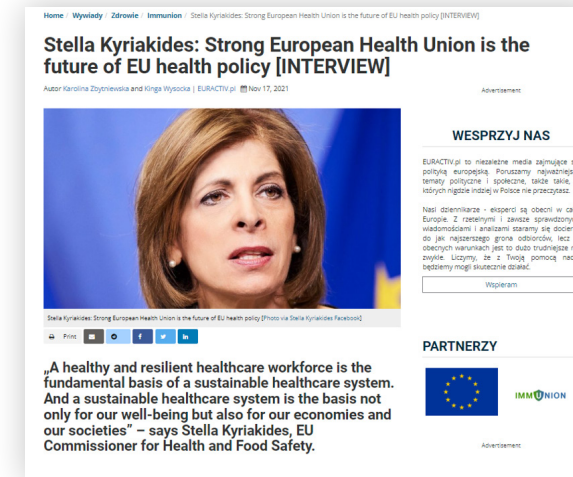 Home / Wywiady / Zdrowie / Immunion / Stella Kyriakides: Strong European Health Union is the future of EU health policy [INTERVIEW]
Stella Kyriakides: Strong European Health Union is the
future of EU health policy [INTERVIEW]
Autor Karolina Zbytniewska and Kinga Wysocka | EURACTIV.pl Nov 17, 2021
Advertisement
Stella Kyriakides: Strong European Health Union is the future of EU health policy [Photo via Stella Kyriakides Facebook]
Print
„A healthy and resilient healthcare workforce is the
fundamental basis of a sustainable healthcare system.
And a sustainable healthcare system is the basis not
only for our well-being but also for our economies and
our societies” – says Stella Kyriakides, EU
Commissioner for Health and Food Safety.
WESPRZYJ NAS
EURACTIV.pl to niezależne media zajmujące s
polityką europejską. Poruszamy najważniejs
tematy polityczne i społeczne, także takie,
których nigdzie indziej w Polsce nie przeczytasz.
Nasi dziennikarze - eksperci są obecni w ca
Europie. Z rzetelnymi i zawsze sprawdzony
wiadomościami i analizami staramy się docier
do jak najszerszego grona odbiorców, lecz
obecnych warunkach jest to dużo trudniejsze n
zwykle. Liczymy, że z Twoją pomocą nad
będziemy mogli skutecznie działać.
Wspieram
PARTNERZY
IMMUNION
Advertisement